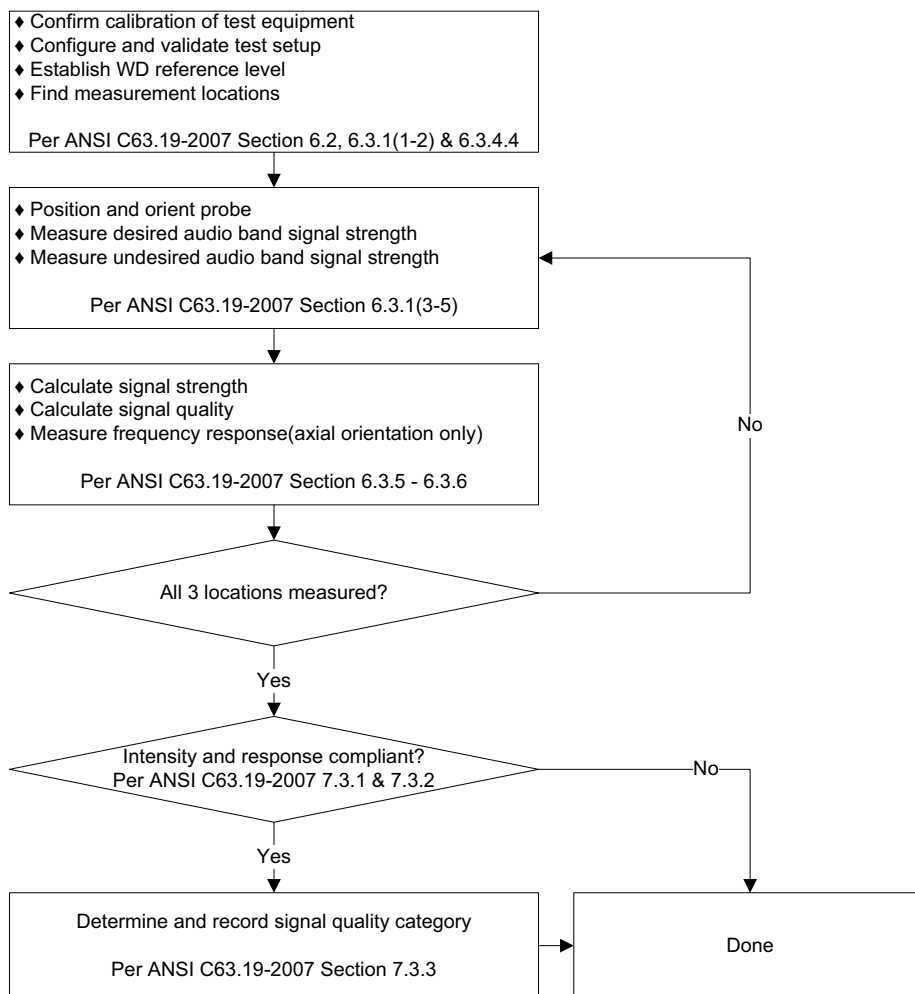 ♦ Confirm calibration of test equipment
♦ Configure and validate test setup
♦ Establish WD reference level
♦ Find measurement locations
Per ANSI C63.19-2007 Section 6.2, 6.3.1(1-2) & 6.3.4.4
♦ Position and orient probe
♦ Measure desired audio band signal strength
♦ Measure undesired audio band signal strength
Per ANSI C63.19-2007 Section 6.3.1(3-5)
♦ Calculate signal strength
♦ Calculate signal quality
♦ Measure frequency response(axial orientation only)
Per ANSI C63.19-2007 Section 6.3.5 - 6.3.6
No
All 3 locations measured?
Yes
Intensity and response compliant?
Per ANSI C63.19-2007 7.3.1 & 7.3.2
No
Yes
Determine and record signal quality category
Per ANSI C63.19-2007 Section 7.3.3
Done